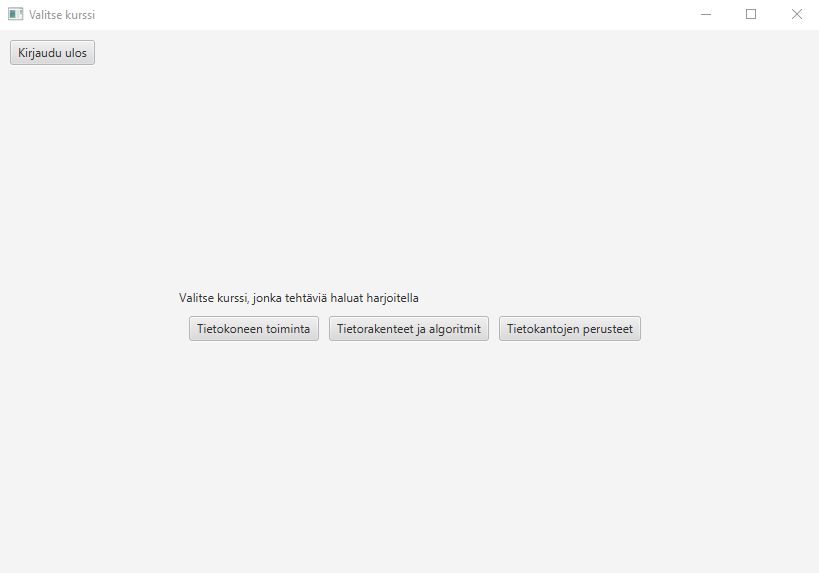 Valitse kurssi
Kirjaudu ulos
Valitse kurssi, jonka tehtäviä haluat harjoitella
Tietokoneen toiminta Tietorakenteet ja algoritmit Tietokantojen perusteet